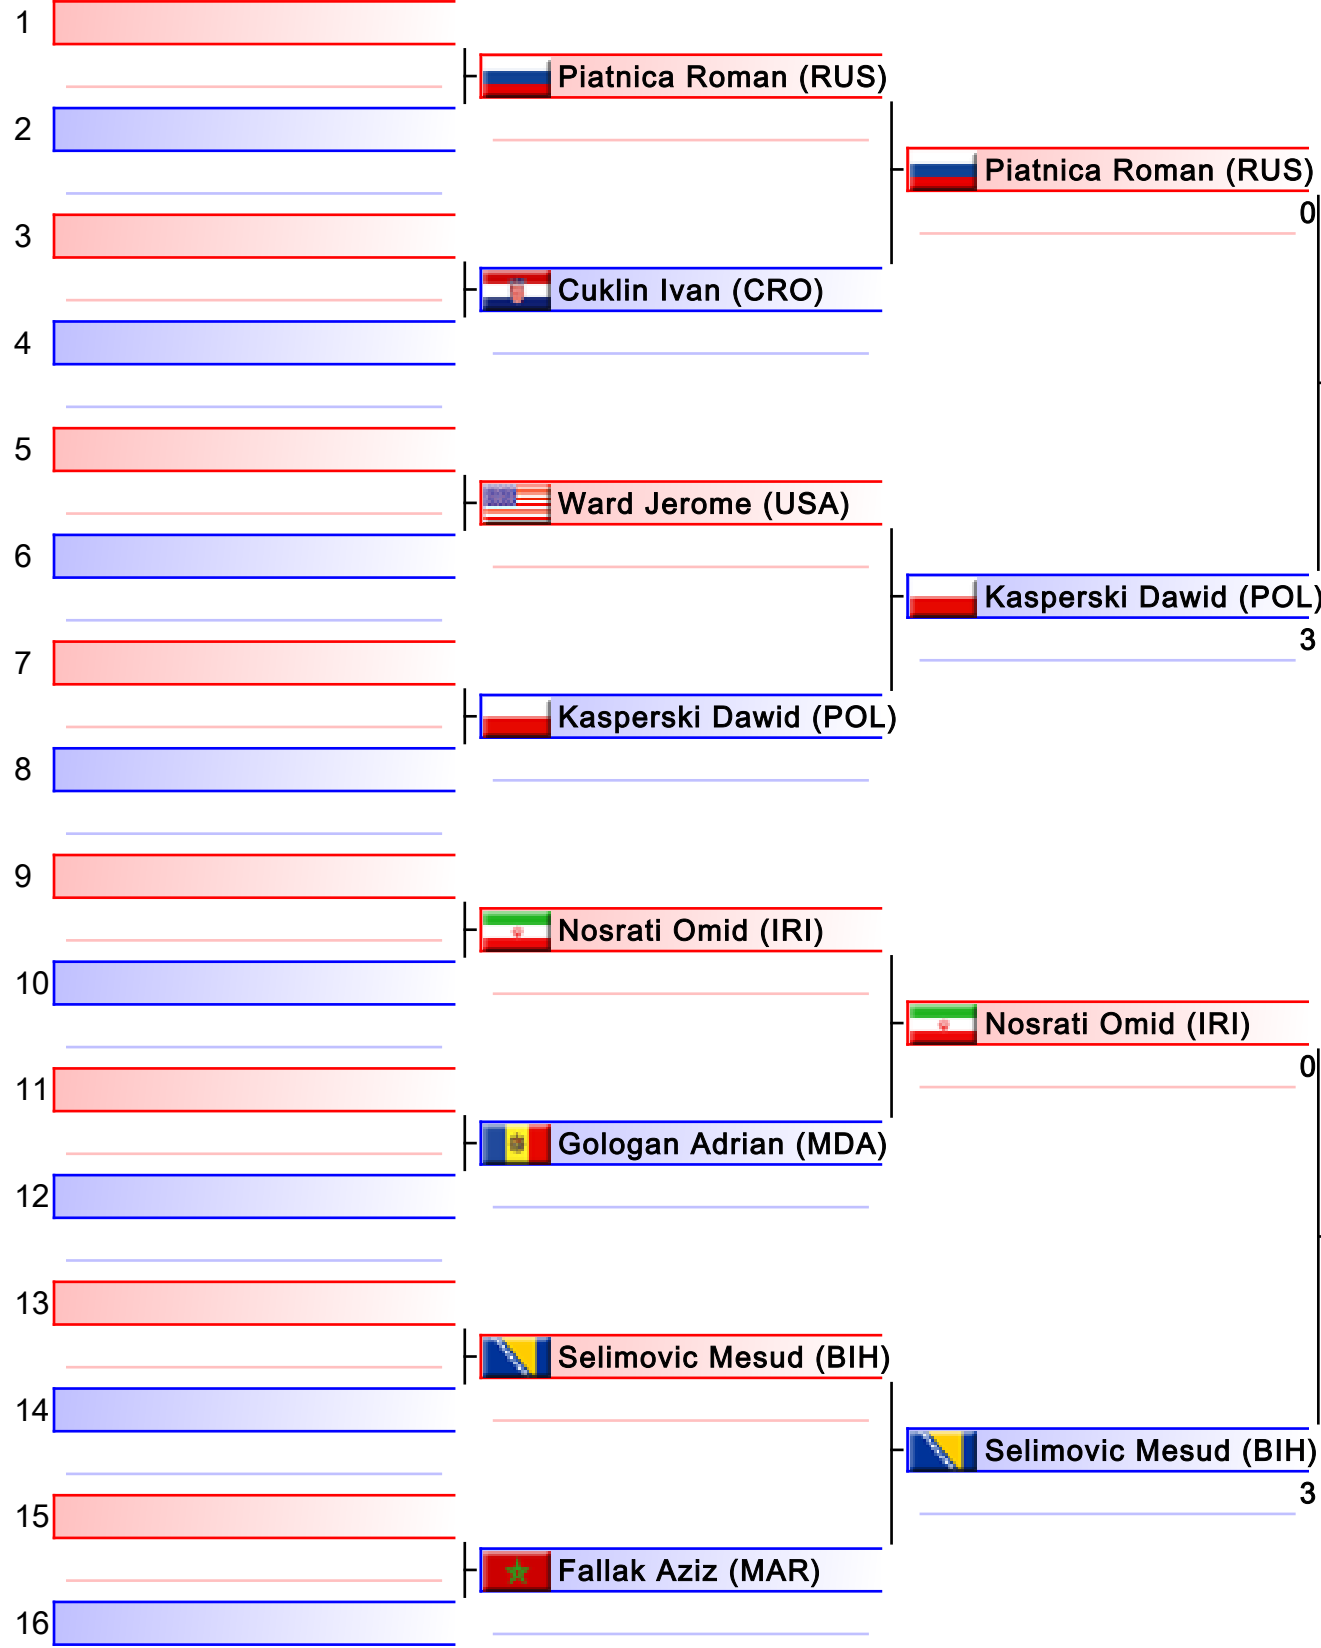 1
Piatnica Roman (RUS)
2
Piatnica Roman (RUS)
0
3
Cuklin Ivan (CRO)
4
5
Ward Jerome (USA)
6
Kasperski Dawid (POL)
3
7
Kasperski Dawid (POL)
8
9
Nosrati Omid (IRI)
10
Nosrati Omid (IRI)
0
11
Gologan Adrian (MDA)
12
13
Selimovic Mesud (BIH)
14
Selimovic Mesud (BIH)
3
15
Fallak Aziz (MAR)
16